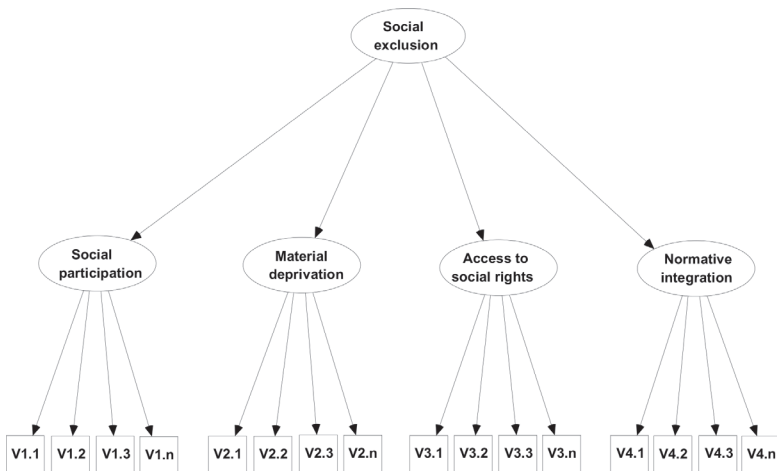 Social
exclusion
Social
participation
Material
deprivation
Access to
social rights
Normative
integration
V1.1 V1.2 V1.3 V1.n V2.1 V2.2 V2.3 V2.n V3.1 V3.2 V3.3 V3.n V4.1 V4.2 V4.3 V4.n